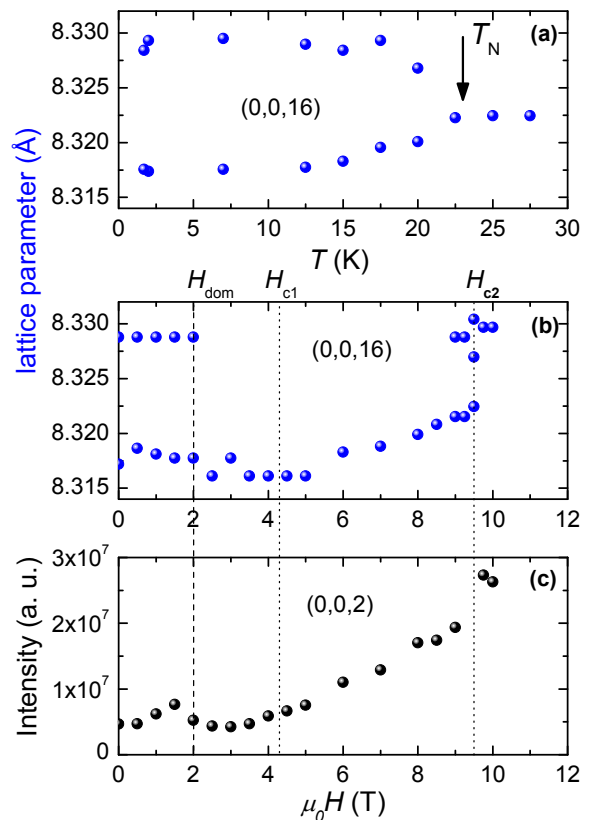 8.330
8.325
8.320
8.315
(a)
T_N
(0,0,16)
0 5 10 15 20 25 30
T (K)
lattice parameter (Å)
H_dom H_c1 H_c2
8.330
8.325
8.320
8.315
(b)
(0,0,16)
0 2 4 6 8 10 12
3x10^7
2x10^7
1x10^7
0
(c)
(0,0,2)
Intensity (a. u.)
0 2 4 6 8 10 12
μ_0H (T)